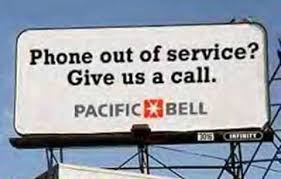 Phone out of service?
Give us a call.
PACIFIC BELL
INFINITY